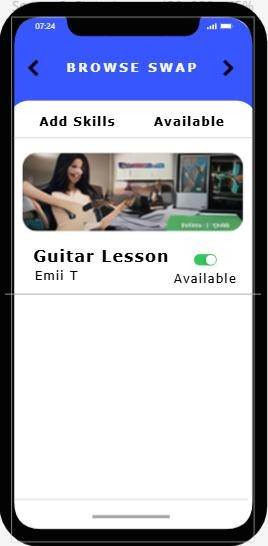 07:24
BROWSE SWAP
Add Skills Available
Guitar Lesson
Emii T
Available